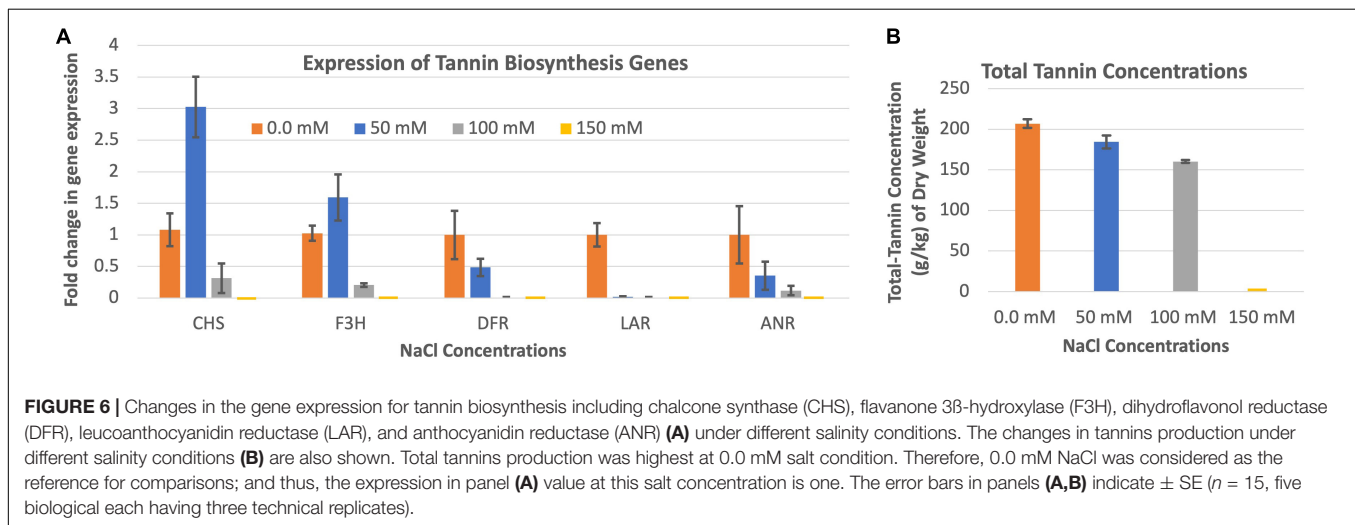 A
Expression of Tannin Biosynthesis Genes
0.0 mM 50 mM 100 mM 150 mM
Fold change in gene expression
4
3.5
3
2.5
2
1.5
1
0.5
0
CHS F3H DFR LAR ANR
NaCl Concentrations
B
Total Tannin Concentrations
Total-Tannin Concentration
(g/kg) of Dry Weight
250
200
150
100
50
0
0.0 mM 50 mM 100 mM 150 mM
NaCl Concentrations
FIGURE 6 | Changes in the gene expression for tannin biosynthesis including chalcone synthase (CHS), flavanone 3ß-hydroxylase (F3H), dihydroflavonol reductase
(DFR), leucoanthocyanidin reductase (LAR), and anthocyanidin reductase (ANR) (A) under different salinity conditions. The changes in tannins production under
different salinity conditions (B) are also shown. Total tannins production was highest at 0.0 mM salt condition. Therefore, 0.0 mM NaCl was considered as the
reference for comparisons; and thus, the expression in panel (A) value at this salt concentration is one. The error bars in panels (A,B) indicate ± SE (n = 15, five
biological each having three technical replicates).